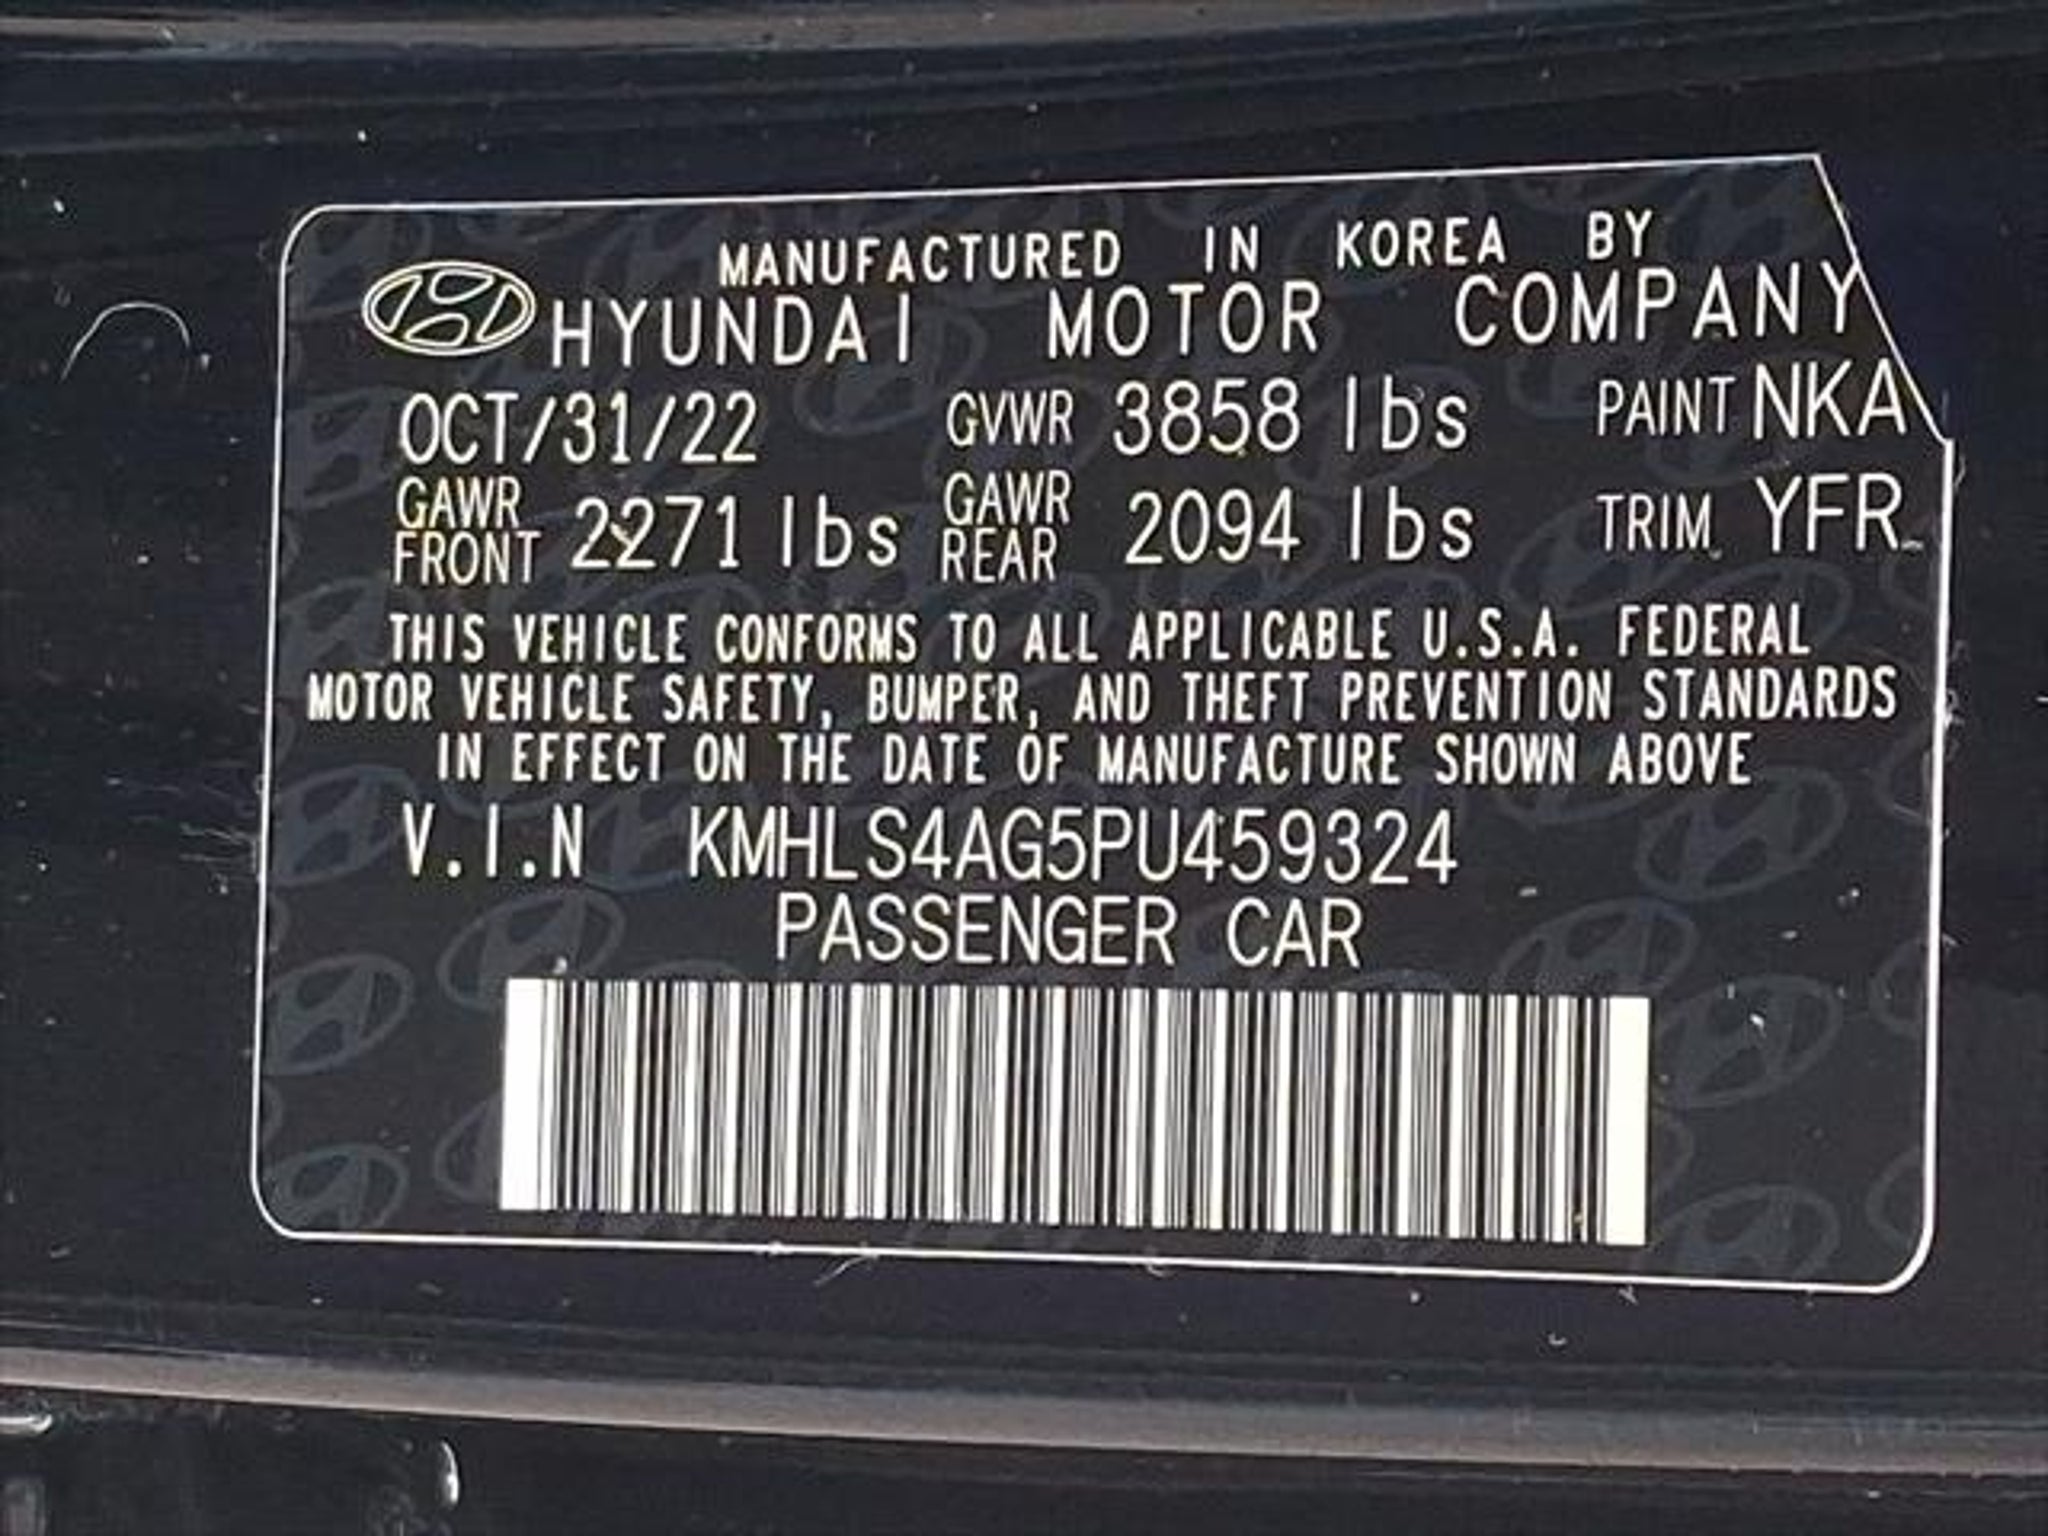 MANUFACTURED IN KOREA BY
HYUNDAI MOTOR COMPANY
OCT/31/22 GVWR 3858 lbs PAINT NKA
GAWR FRONT 2271 lbs GAWR REAR 2094 lbs TRIM YFR
THIS VEHICLE CONFORMS TO ALL APPLICABLE U.S.A. FEDERAL
MOTOR VEHICLE SAFETY, BUMPER, AND THEFT PREVENTION STANDARDS
IN EFFECT ON THE DATE OF MANUFACTURE SHOWN ABOVE
V.I.N KMHLS4AG5PU459324
PASSENGER CAR